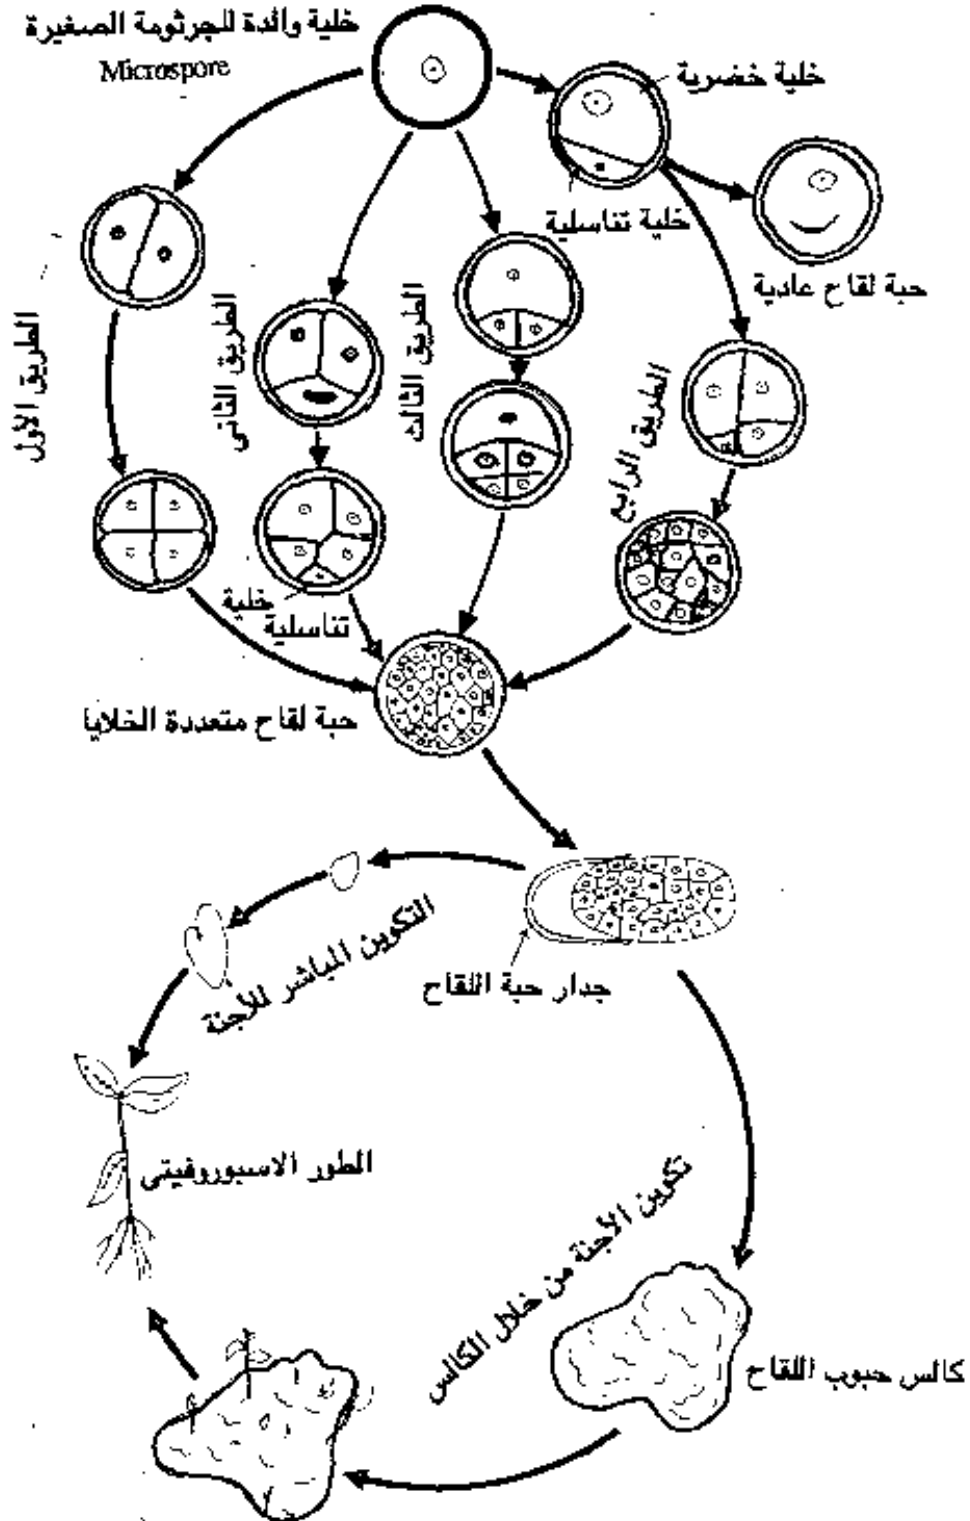 خلية والدة للجرثومة الصغيرة
Microspore
خلية خضرية
خلية تناسلية
حبة لقاح عادية
الطريق الأول
الطريق الثانى
الطريق الثالث
الطريق الرابع
خلية
تناسلية
حبة لقاح متعددة الخلايا
جدار حبة اللقاح
التكوين المباشر للأجنة
الطور الاسبوروفيتى
تكوين الأجنة من خلال الكالس
كالس حبوب اللقاح